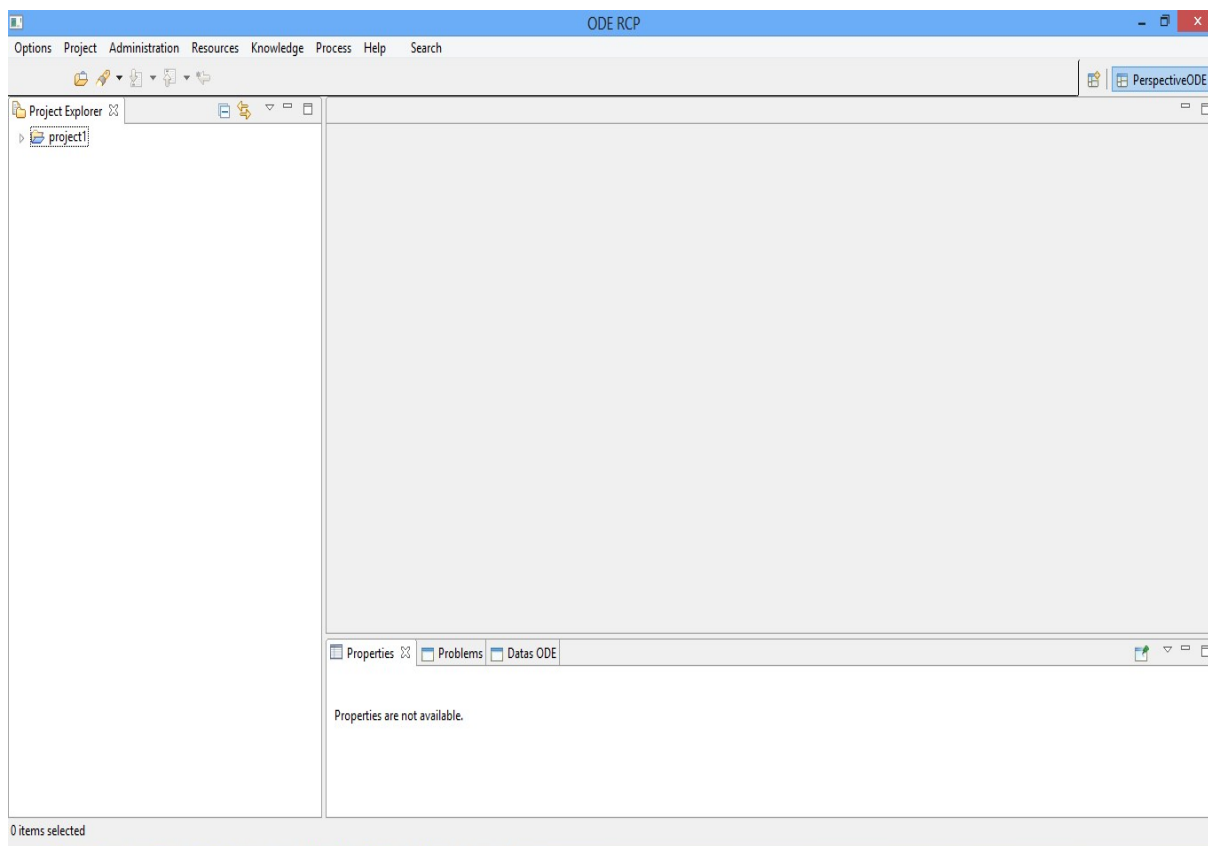 ODE RCP
Options Project Administration Resources Knowledge Process Help Search
PerspectiveODE
Project Explorer
project1
Properties Problems Datas ODE
Properties are not available.
0 items selected